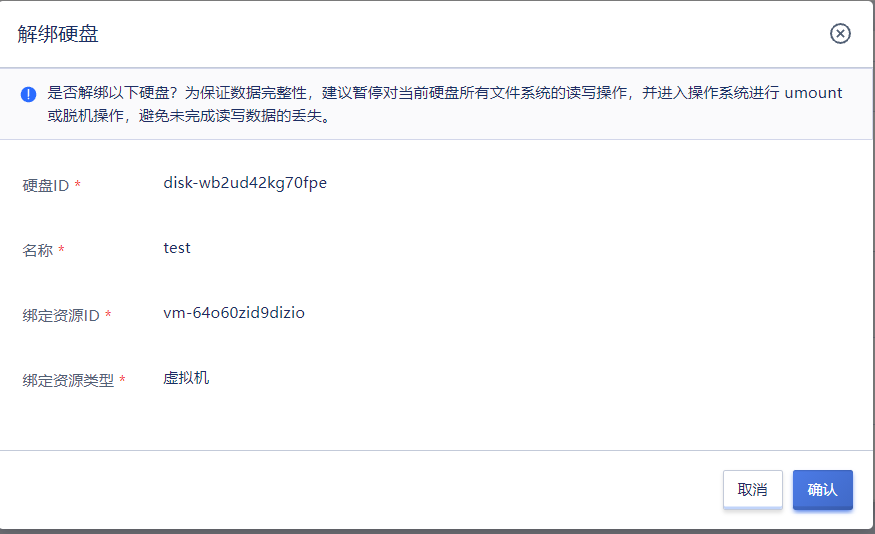 解绑硬盘
是否解绑以下硬盘？为保证数据完整性，建议暂停对当前硬盘所有文件系统的读写操作，并进入操作系统进行 umount
或脱机操作，避免未完成读写数据的丢失。
硬盘ID * disk-wb2ud42kg70fpe
名称 * test
绑定资源ID * vm-64o60zid9dizio
绑定资源类型 * 虚拟机
取消 确认